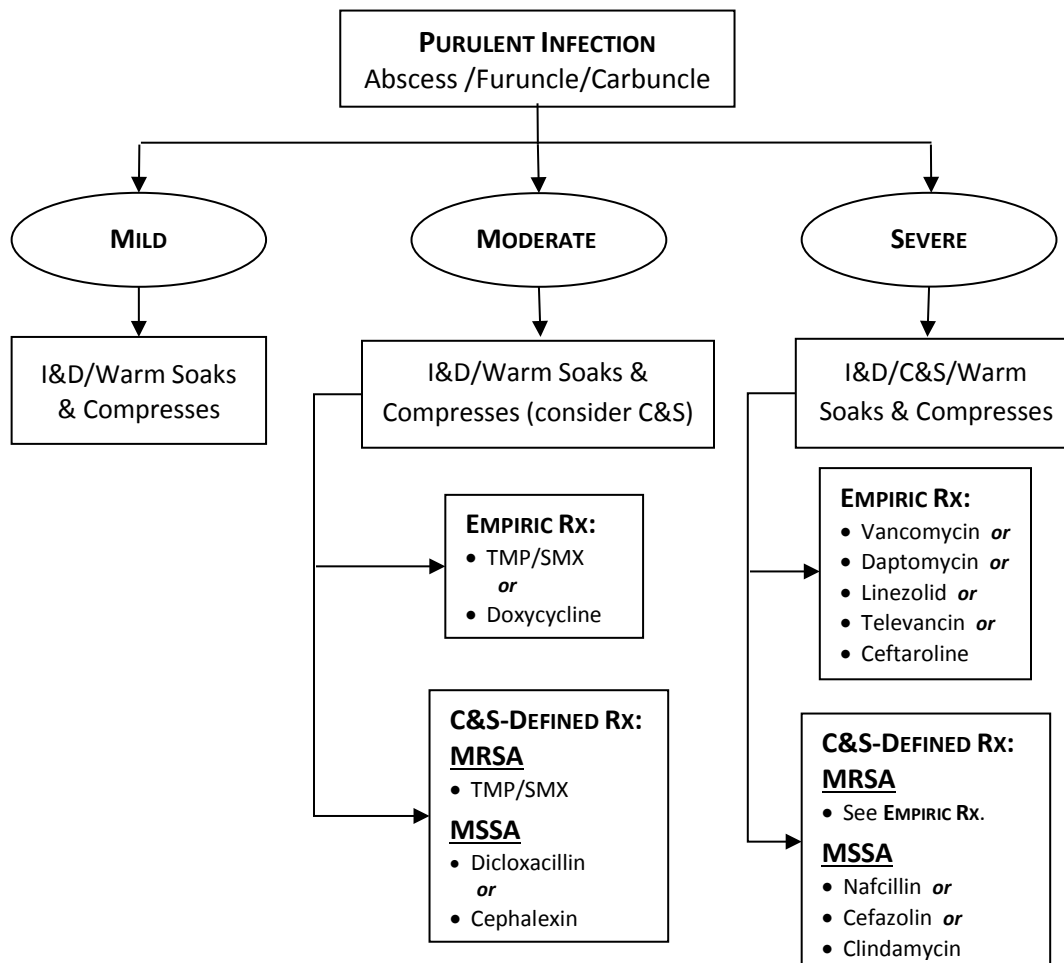 PURULENT INFECTION
Abscess /Furuncle/Carbuncle
MILD
MODERATE
SEVERE
I&D/Warm Soaks
& Compresses
I&D/Warm Soaks &
Compresses (consider C&S)
I&D/C&S/Warm
Soaks & Compresses
EMPIRIC RX:
• TMP/SMX
or
• Doxycycline
EMPIRIC RX:
• Vancomycin or
• Daptomycin or
• Linezolid or
• Televancin or
• Ceftaroline
C&S-DEFINED RX:
MRSA
• TMP/SMX
MSSA
• Dicloxacillin
or
• Cephalexin
C&S-DEFINED RX:
MRSA
• See EMPIRIC RX.
MSSA
• Nafcillin or
• Cefazolin or
• Clindamycin